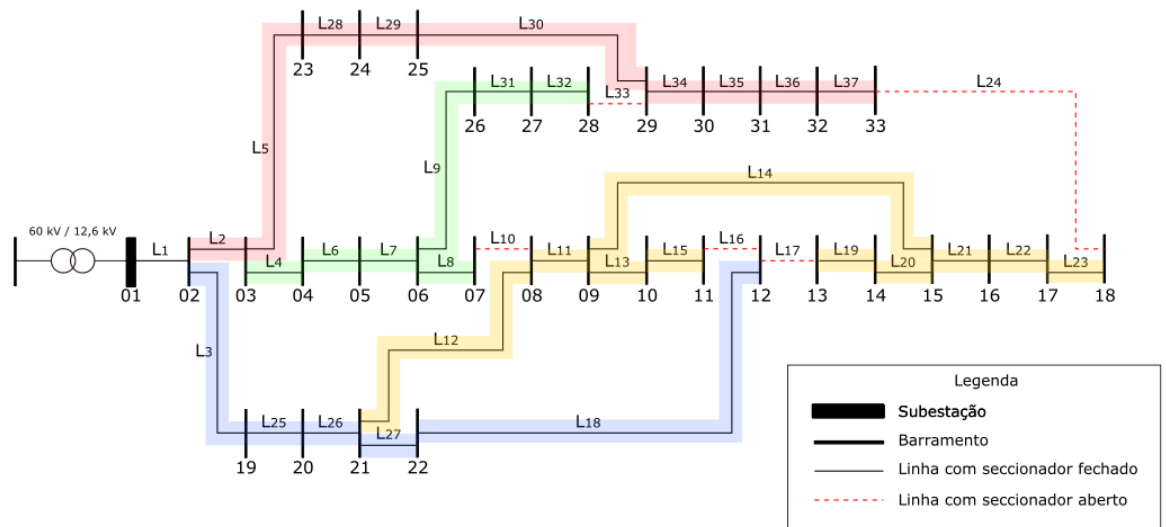 L28 L29 L30
23 24 25
L31 L32 L33 L34 L35 L36 L37 L24
26 27 28 29 30 31 32 33
L5
L9
L14
60 kV / 12,6 kV
L1 L2 L4 L6 L7 L8 L10 L11 L13 L15 L16 L17 L19 L20 L21 L22 L23
01 02 03 04 05 06 07 08 09 10 11 12 13 14 15 16 17 18
L3
L12
L25 L26 L27 L18
19 20 21 22
Legenda
Subestação
Barramento
Linha com seccionador fechado
Linha com seccionador aberto